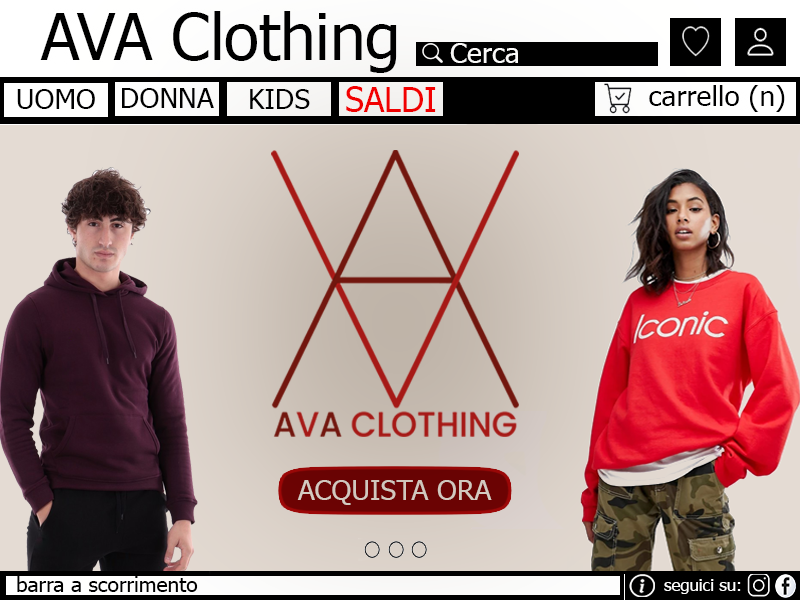 AVA Clothing
Cerca
UOMO DONNA KIDS SALDI carrello (n)
Iconic
AVA CLOTHING
ACQUISTA ORA
barra a scorrimento
seguici su: